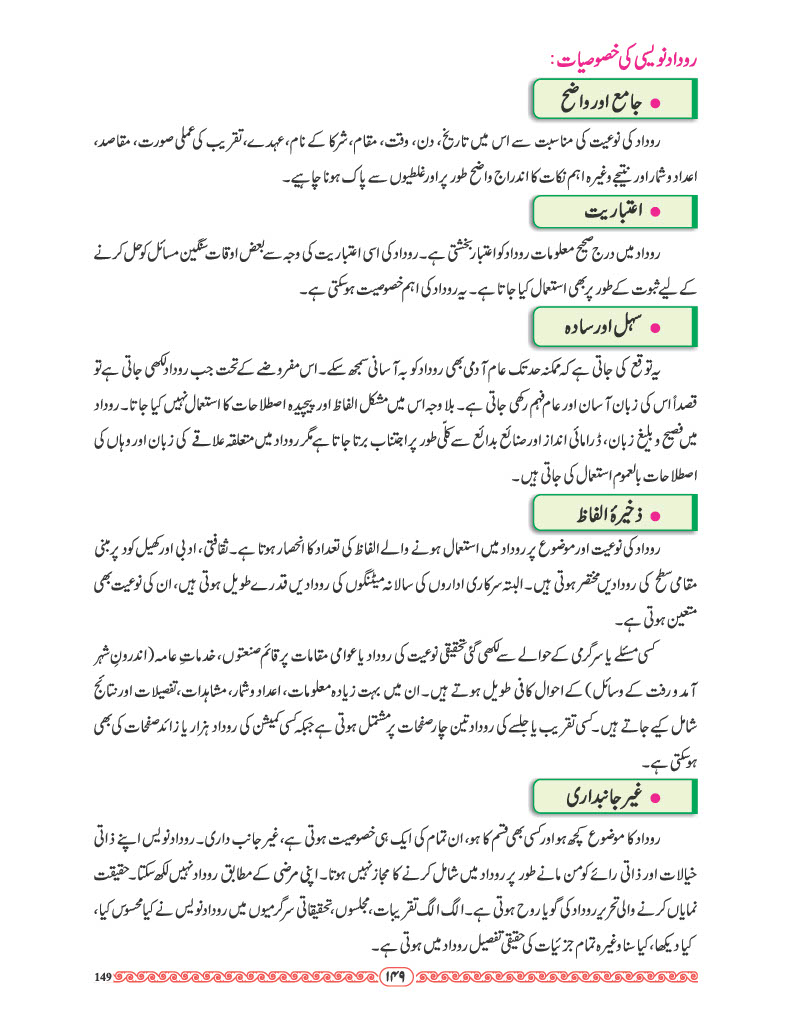 روداد نویسی کی خصوصیات :
● جامع اور واضح
روداد کی نوعیت کی مناسبت سے اس میں تاریخ، دن، وقت، مقام، شرکا کے نام، عہدے، تقریب کی عملی صورت، مقاصد،
اعداد و شمار اور نتیجے وغیرہ اہم نکات کا اندراج واضح طور پر اور غلطیوں سے پاک ہونا چاہیے۔
● اعتباریت
روداد میں درج صحیح معلومات روداد کو اعتبار بخشتی ہے۔ روداد کی اسی اعتباریت کی وجہ سے بعض اوقات سنگین مسائل کو حل کرنے
کے لیے ثبوت کے طور پر بھی استعمال کیا جاتا ہے۔ یہ روداد کی اہم خصوصیت ہو سکتی ہے۔
● سہل اور سادہ
یہ توقع کی جاتی ہے کہ ممکنہ حد تک عام آدمی بھی روداد کو بہ آسانی سمجھ سکے۔ اس مفروضے کے تحت جب روداد لکھی جاتی ہے تو
قصداً اس کی زبان آسان اور عام فہم رکھی جاتی ہے۔ بلا وجہ اس میں مشکل الفاظ اور پیچیدہ اصطلاحات کا استعمال نہیں کیا جاتا۔ روداد
میں فصیح و بلیغ زبان، ڈرامائی انداز اور صنائع بدائع سے کلّی طور پر اجتناب برتا جاتا ہے مگر روداد میں متعلقہ علاقے کی زبان اور وہاں کی
اصطلاحات بالعموم استعمال کی جاتی ہیں۔
● ذخیرۂ الفاظ
روداد کی نوعیت اور موضوع پر روداد میں استعمال ہونے والے الفاظ کی تعداد کا انحصار ہوتا ہے۔ ثقافتی، ادبی اور کھیل کود پر مبنی
مقامی سطح کی رودادیں مختصر ہوتی ہیں۔ البتہ سرکاری اداروں کی سالانہ میٹنگوں کی رودادیں قدرے طویل ہوتی ہیں، ان کی نوعیت بھی
متعین ہوتی ہے۔
کسی مسئلے یا سرگرمی کے حوالے سے لکھی گئی تحقیقی نوعیت کی روداد یا عوامی مقامات پر قائم صنعتوں، خدماتِ عامہ (اندرونِ شہر
آمد و رفت کے وسائل) کے احوال کافی طویل ہوتے ہیں۔ ان میں بہت زیادہ معلومات، اعداد و شمار، مشاہدات، تفصیلات اور نتائج
شامل کیے جاتے ہیں۔ کسی تقریب یا جلسے کی روداد تین چار صفحات پر مشتمل ہوتی ہے جبکہ کسی کمیشن کی روداد ہزار یا زائد صفحات کی بھی
ہو سکتی ہے۔
● غیر جانبداری
روداد کا موضوع کچھ ہو اور کسی بھی قسم کا ہو، ان تمام کی ایک ہی خصوصیت ہوتی ہے، غیر جانب داری۔ روداد نویس اپنے ذاتی
خیالات اور ذاتی رائے کو من مانے طور پر روداد میں شامل کرنے کا مجاز نہیں ہوتا۔ اپنی مرضی کے مطابق روداد نہیں لکھ سکتا۔ حقیقت
نمایاں کرنے والی تحریر روداد کی گویا روح ہوتی ہے۔ الگ الگ تقریبات، مجلسوں، تحقیقاتی سرگرمیوں میں روداد نویس نے کیا محسوس کیا،
کیا دیکھا، کیا سنا وغیرہ تمام جزئیات کی حقیقی تفصیل روداد میں ہوتی ہے۔
۱۴۹ 149